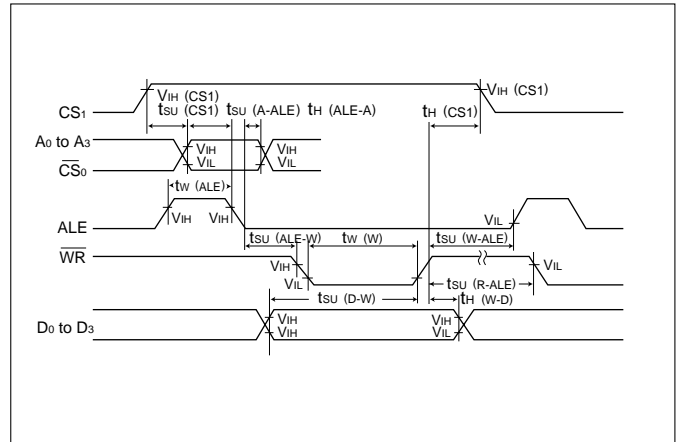 VIH (CS1)
VIH (CS1)
tSU (CS1)
tSU (A-ALE)
tH (ALE-A)
tH (CS1)
CS1
A0 to A3
VIH
VIL
VIH
VIL
CS0
tW (ALE)
ALE
VIH
VIH
VIL
tSU (ALE-W)
tW (W)
tSU (W-ALE)
WR
VIH
VIL
VIL
tSU (R-ALE)
tSU (D-W)
tH (W-D)
D0 to D3
VIH
VIH
VIH
VIL